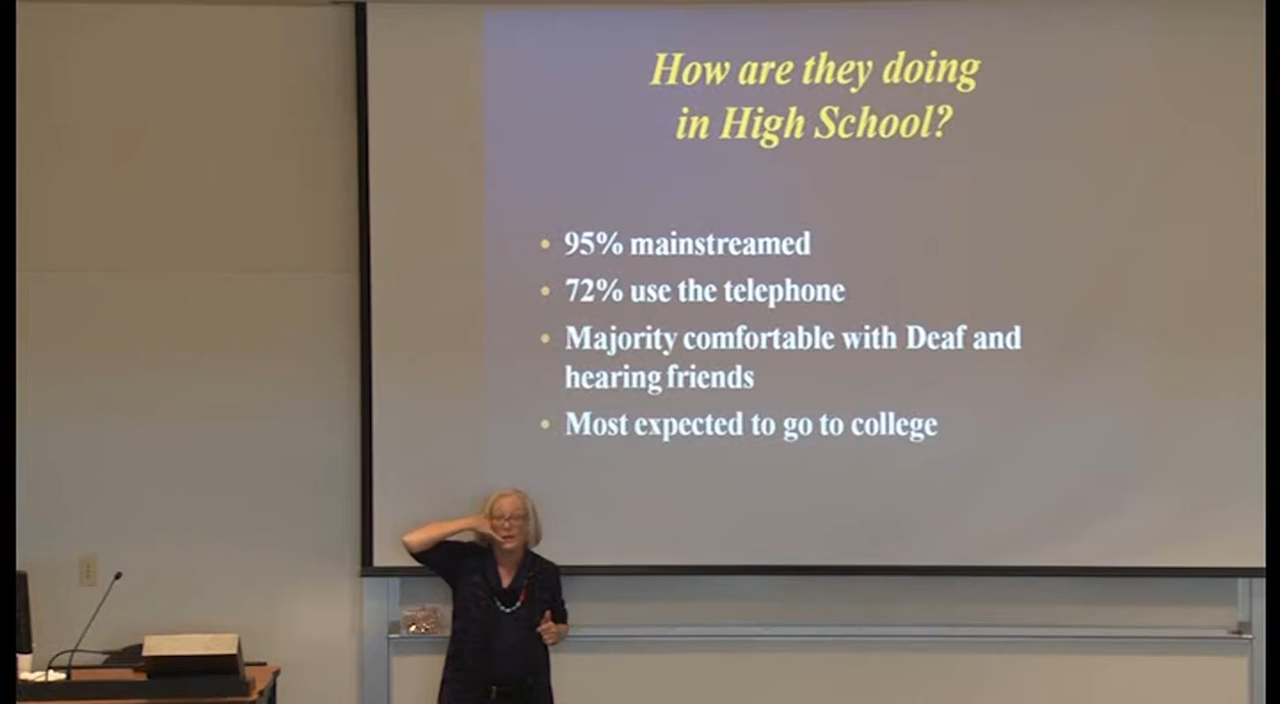 How are they doing
in High School?
• 95% mainstreamed
• 72% use the telephone
• Majority comfortable with Deaf and
hearing friends
• Most expected to go to college